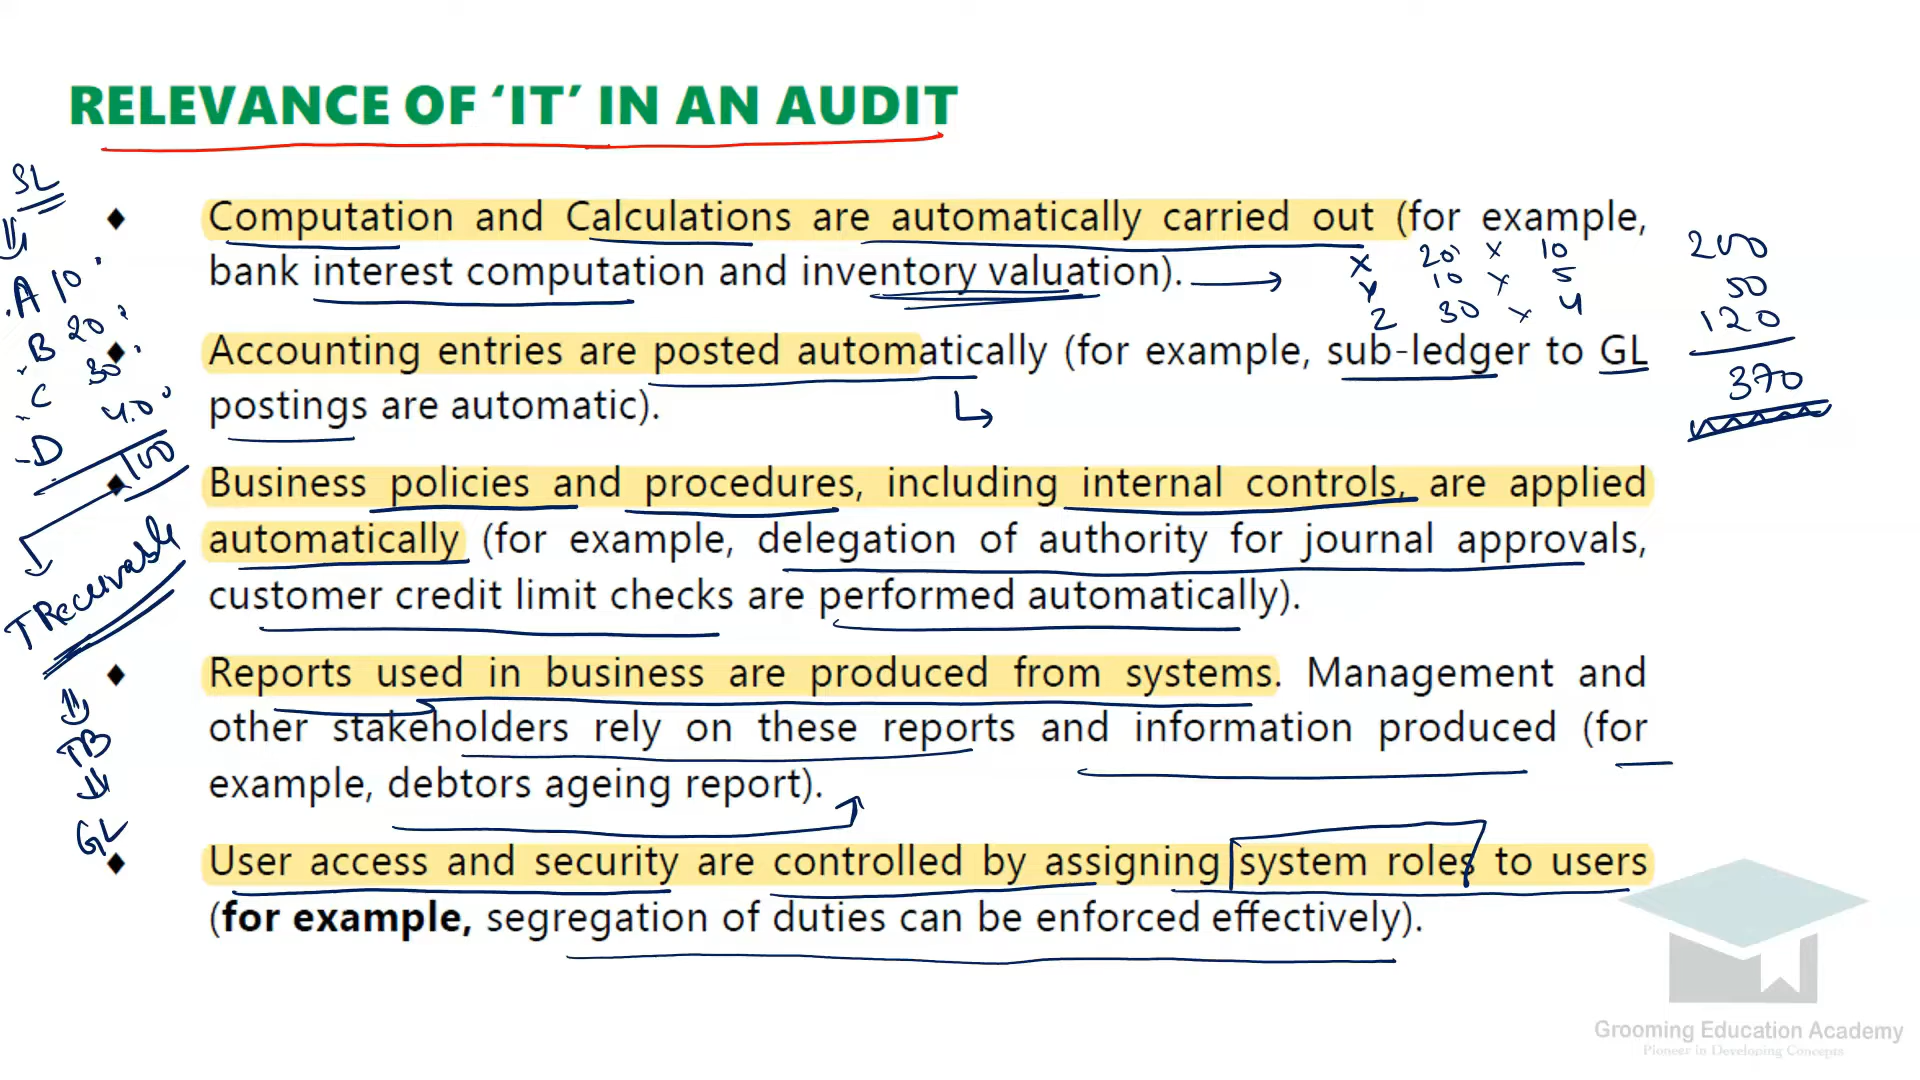 RELEVANCE OF ‘IT’ IN AN AUDIT
♦ Computation and Calculations are automatically carried out (for example,
bank interest computation and inventory valuation).
♦ Accounting entries are posted automatically (for example, sub-ledger to GL
postings are automatic).
♦ Business policies and procedures, including internal controls, are applied
automatically (for example, delegation of authority for journal approvals,
customer credit limit checks are performed automatically).
♦ Reports used in business are produced from systems. Management and
other stakeholders rely on these reports and information produced (for
example, debtors ageing report).
♦ User access and security are controlled by assigning system roles to users
(for example, segregation of duties can be enforced effectively).
SL
A 10
B 20
C 30
D 40
100
T Receivable
TB
GL
X 20 x 10
Y 10 x 5
Z 30 x 4
200
50
120
370
Grooming Education Academy
Pioneer in Developing Concepts